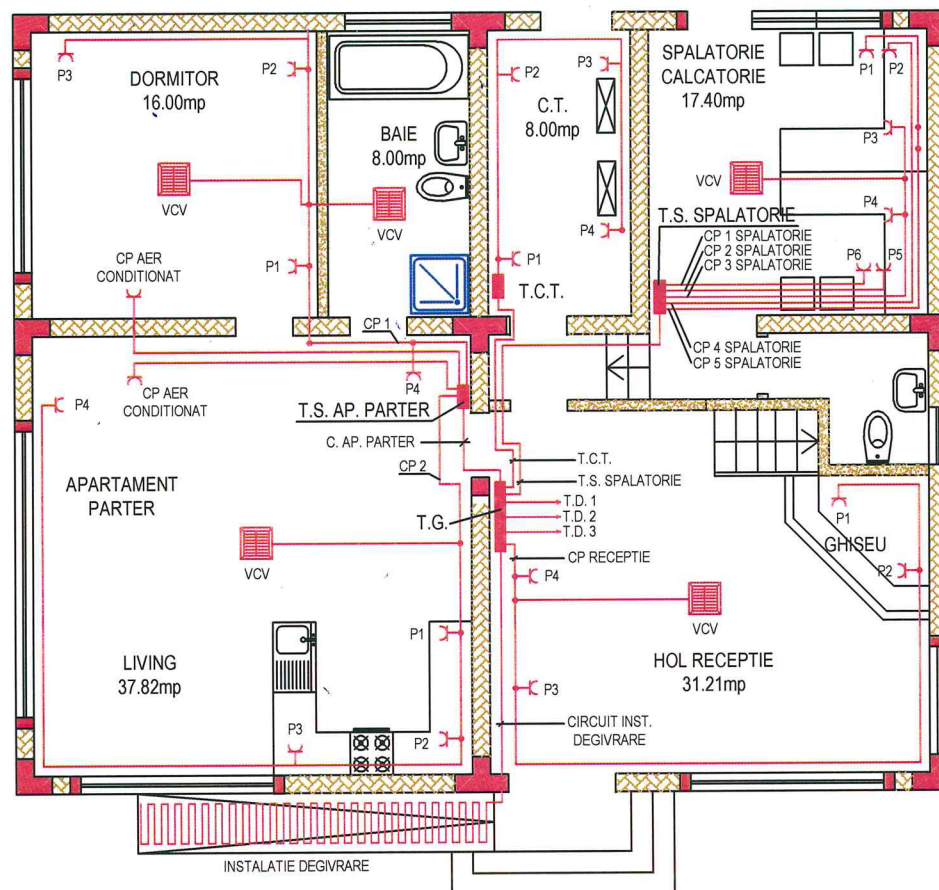 P3
DORMITOR
16.00mp
P2
VCV
CP AER
CONDITIONAT
P1
BAIE
8.00mp
VCV
CP 1
P2
P3
C.T.
8.00mp
P4
P1
T.C.T.
SPALATORIE
CALCATORIE
17.40mp
P1
P2
P3
VCV
P4
T.S. SPALATORIE
CP 1 SPALATORIE
CP 2 SPALATORIE
CP 3 SPALATORIE
P6
P5
CP 4 SPALATORIE
CP 5 SPALATORIE
P4
CP AER
CONDITIONAT
P4
T.S. AP. PARTER
C. AP. PARTER
CP 2
APARTAMENT
PARTER
T.G.
VCV
P1
LIVING
37.82mp
P3
P2
T.C.T.
T.S. SPALATORIE
T.D. 1
T.D. 2
T.D. 3
CP RECEPTIE
P4
P1
GHISEU
P2
VCV
HOL RECEPTIE
31.21mp
P3
CIRCUIT INST.
DEGIVRARE
INSTALATIE DEGIVRARE